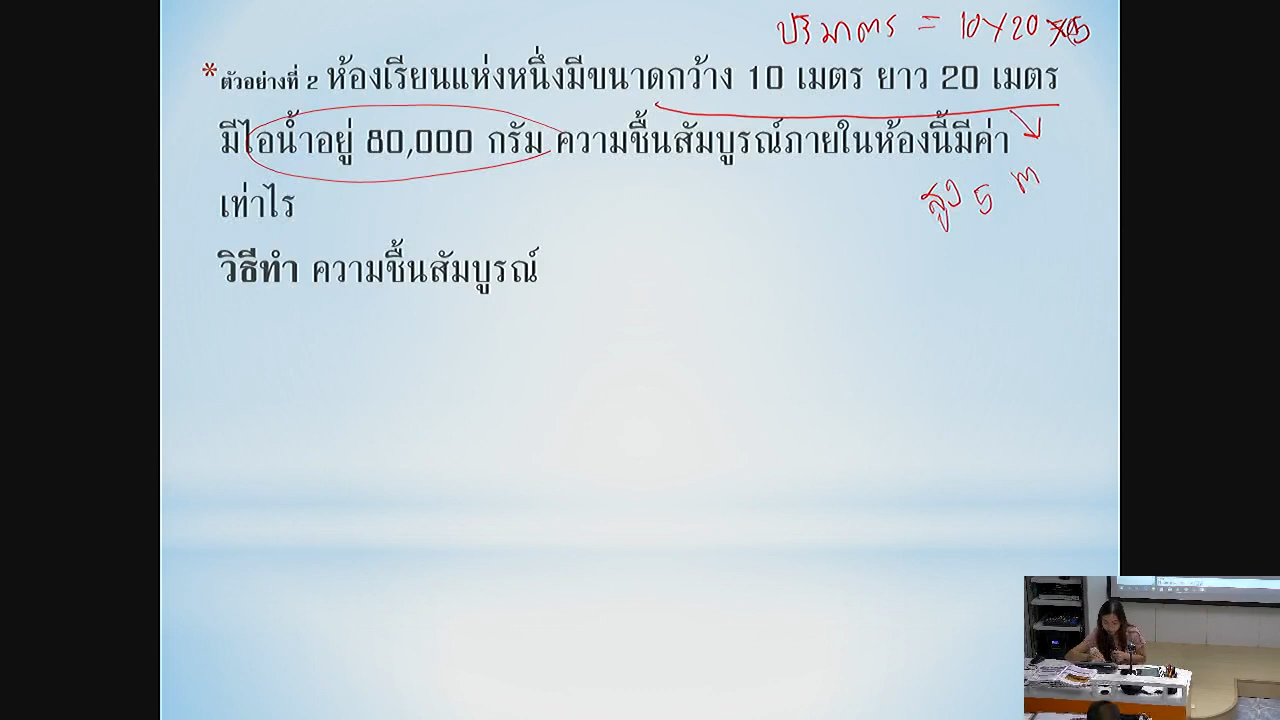 ปริมาตร = 10x20x5
* ตัวอย่างที่ 2 ห้องเรียนแห่งหนึ่งมีขนาดกว้าง 10 เมตร ยาว 20 เมตร
มีไอน้ำอยู่ 80,000 กรัม ความชื้นสัมบูรณ์ภายในห้องนี้มีค่า
เท่าไร
สูง 5 m
วิธีทำ ความชื้นสัมบูรณ์